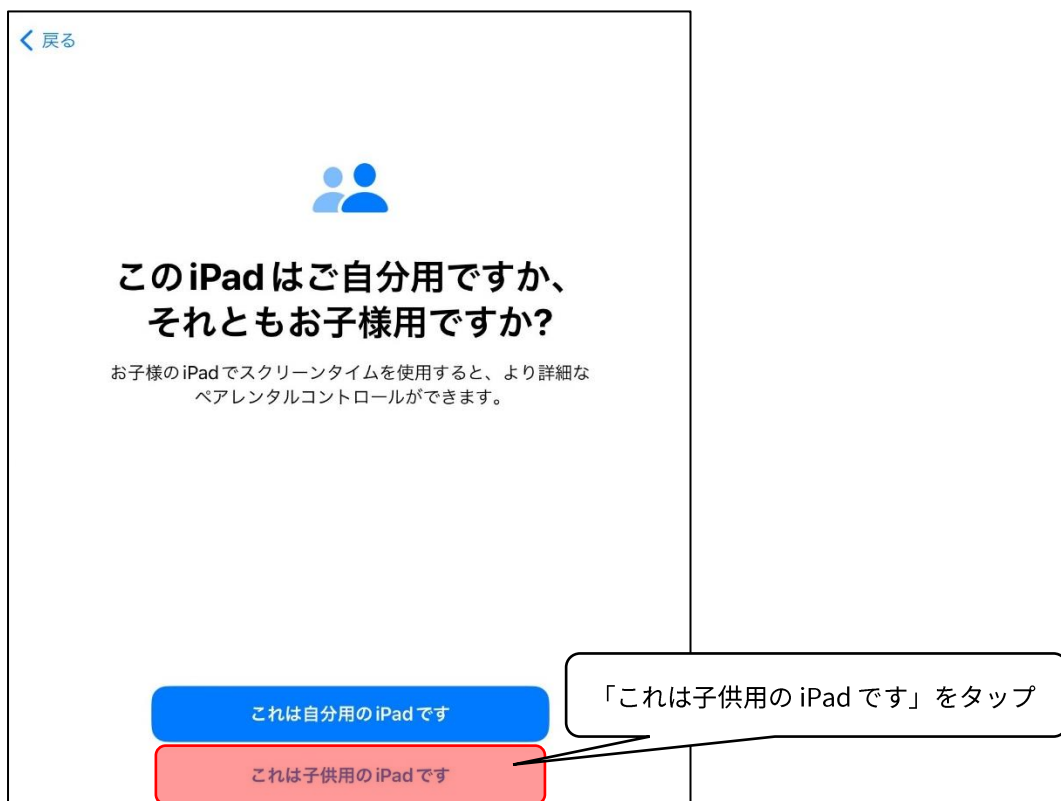 戻る
このiPadはご自分用ですか、
それともお子様用ですか?
お子様のiPadでスクリーンタイムを使用すると、より詳細な
ペアレンタルコントロールができます。
これは自分用のiPadです
「これは子供用の iPad です」をタップ
これは子供用のiPadです